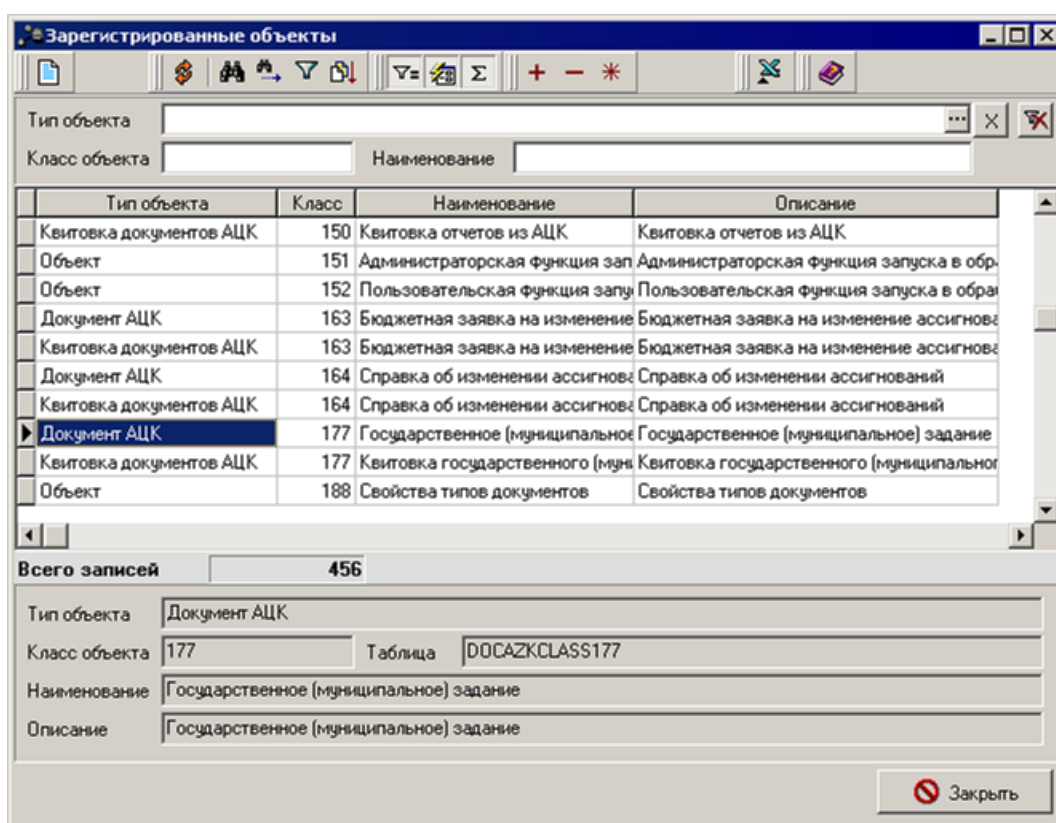 Зарегистрированные объекты
Тип объекта
Класс объекта Наименование
Тип объекта Класс Наименование Описание
Квитовка документов АЦК 150 Квитовка отчетов из АЦК Квитовка отчетов из АЦК
Объект 151 Администраторская функция зап Администраторская функция запуска в обр
Объект 152 Пользовательская функция запу Пользовательская функция запуска в обра
Документ АЦК 163 Бюджетная заявка на изменение Бюджетная заявка на изменение ассигнова
Квитовка документов АЦК 163 Бюджетная заявка на изменение Бюджетная заявка на изменение ассигнова
Документ АЦК 164 Справка об изменении ассигнова Справка об изменении ассигнований
Квитовка документов АЦК 164 Справка об изменении ассигнова Справка об изменении ассигнований
Документ АЦК 177 Государственное (муниципальное Государственное (муниципальное) задание
Квитовка документов АЦК 177 Квитовка государственного (муни Квитовка государственного (муниципальног
Объект 188 Свойства типов документов Свойства типов документов
Всего записей 456
Тип объекта Документ АЦК
Класс объекта 177 Таблица DOCAZKCLASS177
Наименование Государственное (муниципальное) задание
Описание Государственное (муниципальное) задание
Закрыть